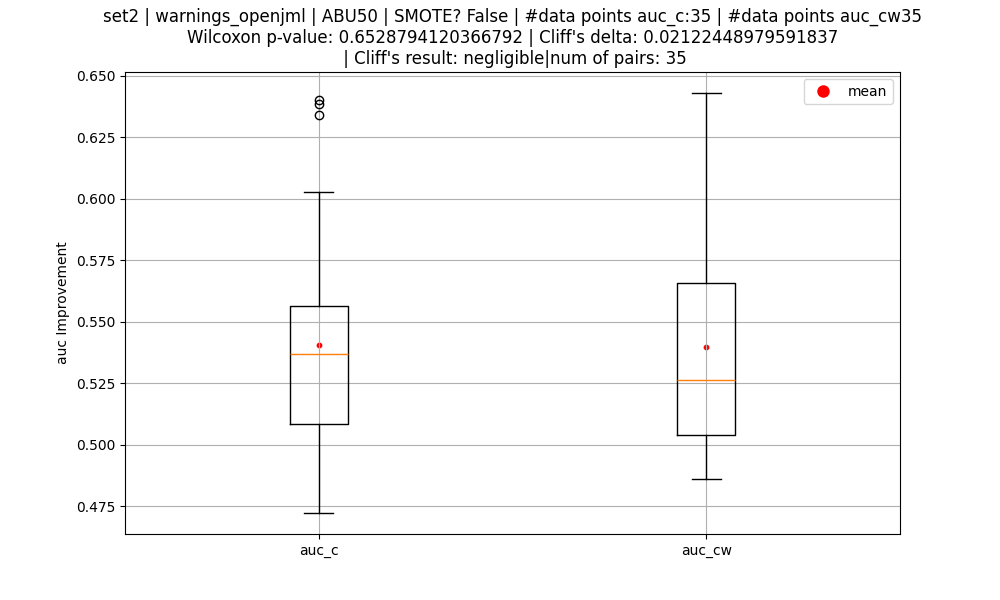 set2 | warnings_openjml | ABU50 | SMOTE? False | #data points auc_c:35 | #data points auc_cw35
Wilcoxon p-value: 0.6528794120366792 | Cliff's delta: 0.02122448979591837
| Cliff's result: negligible|num of pairs: 35
mean
0.650
0.625
0.600
0.575
0.550
0.525
0.500
0.475
auc Improvement
auc_c
auc_cw